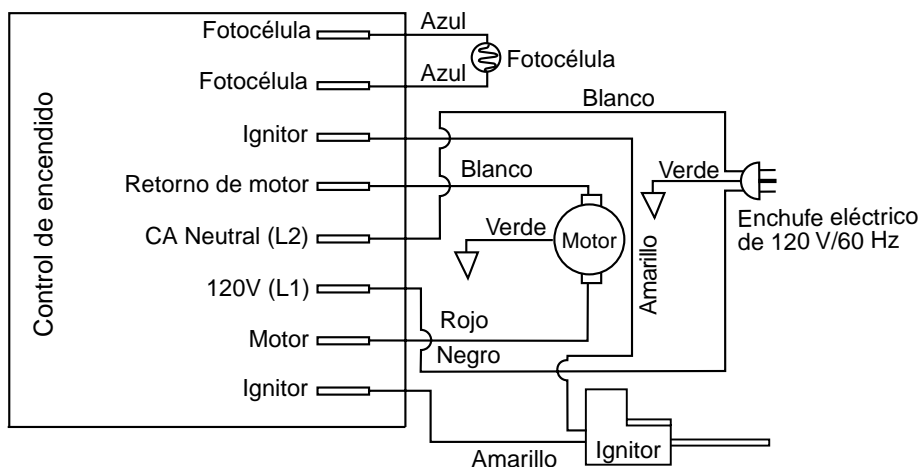 Control de encendido
Fotocélula
Fotocélula
Ignitor
Retorno de motor
CA Neutral (L2)
120V (L1)
Motor
Ignitor
Azul
Azul
Fotocélula
Blanco
Blanco
Verde
Motor
Verde
Enchufe eléctrico
de 120 V/60 Hz
Amarillo
Rojo
Negro
Amarillo
Ignitor